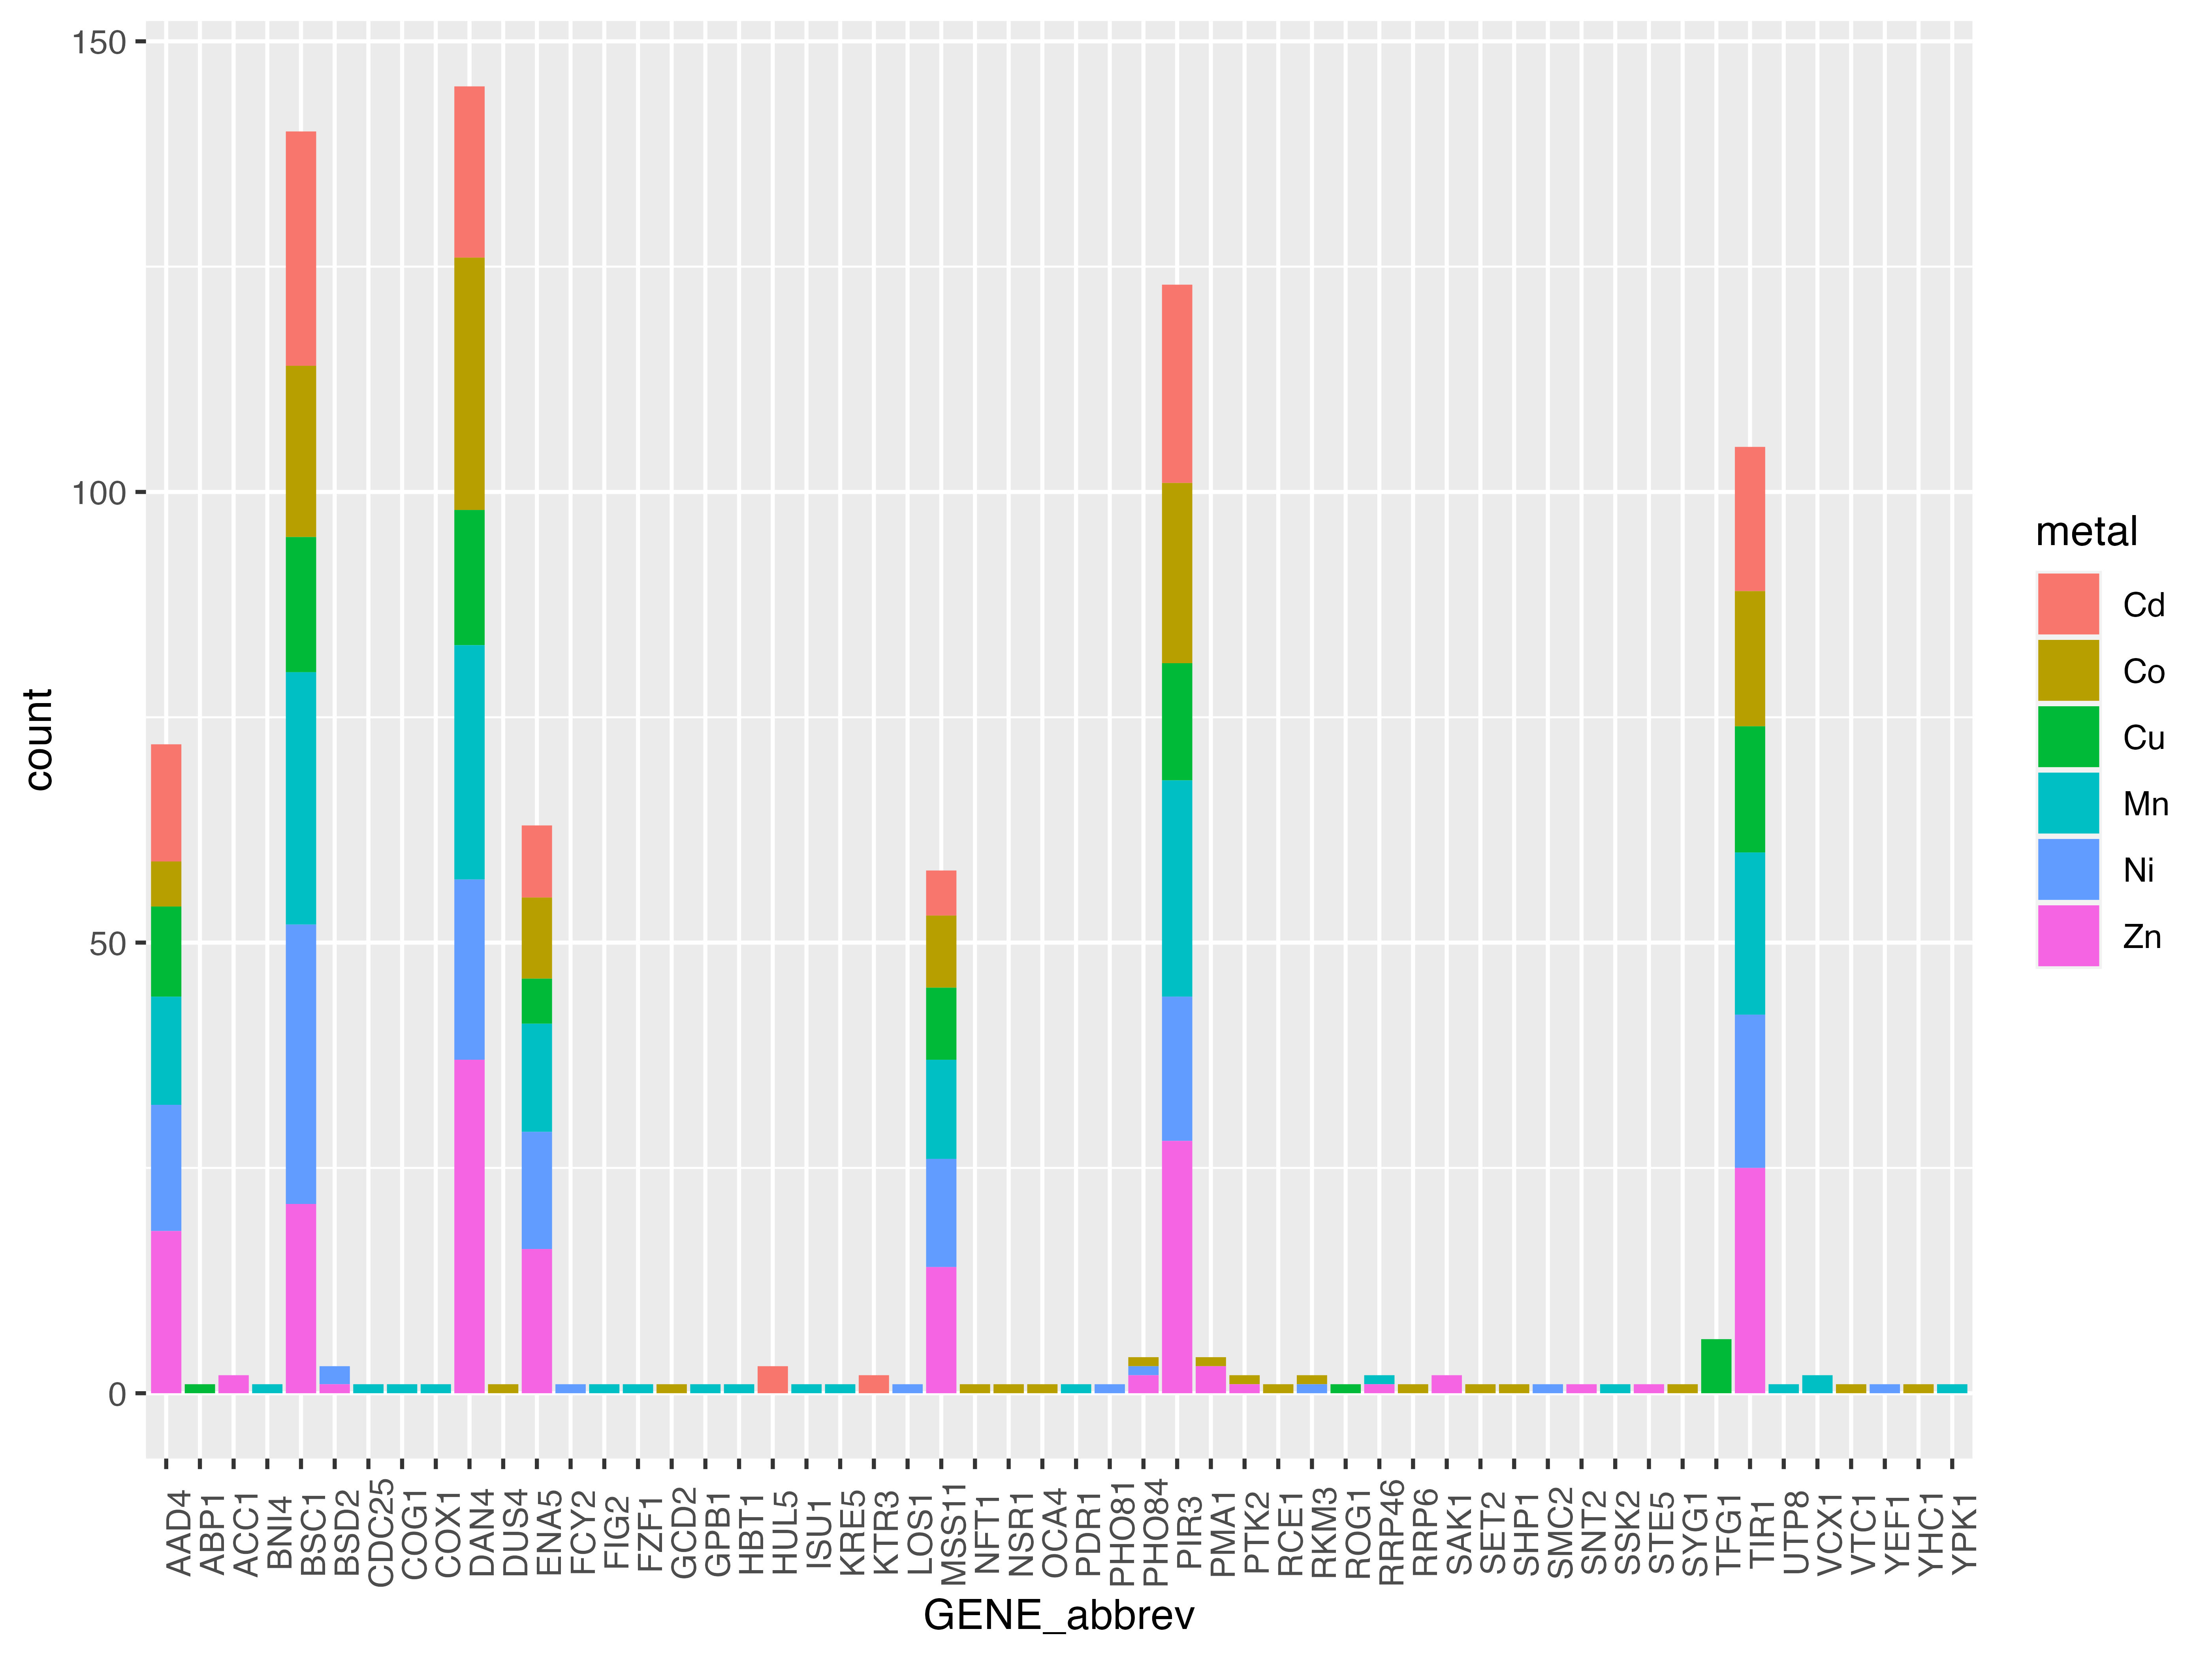 150
100
50
0
count
AAD4
ABP1
ACC1
BNI4
BSC1
BSD2
CDC25
COG1
COX1
DAN4
DUS4
ENA5
FCY2
FIG2
FZF1
GCD2
GPB1
HBT1
HUL5
ISU1
KRE5
KTR3
LOS1
MSS11
NFT1
NSR1
OCA4
PDR1
PHO81
PHO84
PIR3
PMA1
PTK2
RCE1
RKM3
ROG1
RRP46
RRP6
SAK1
SET2
SHP1
SMC2
SNT2
SSK2
STE5
SYG1
TFG1
TIR1
UTP8
VCX1
VTC1
YEF1
YHC1
YPK1
GENE_abbrev
metal
Cd
Co
Cu
Mn
Ni
Zn